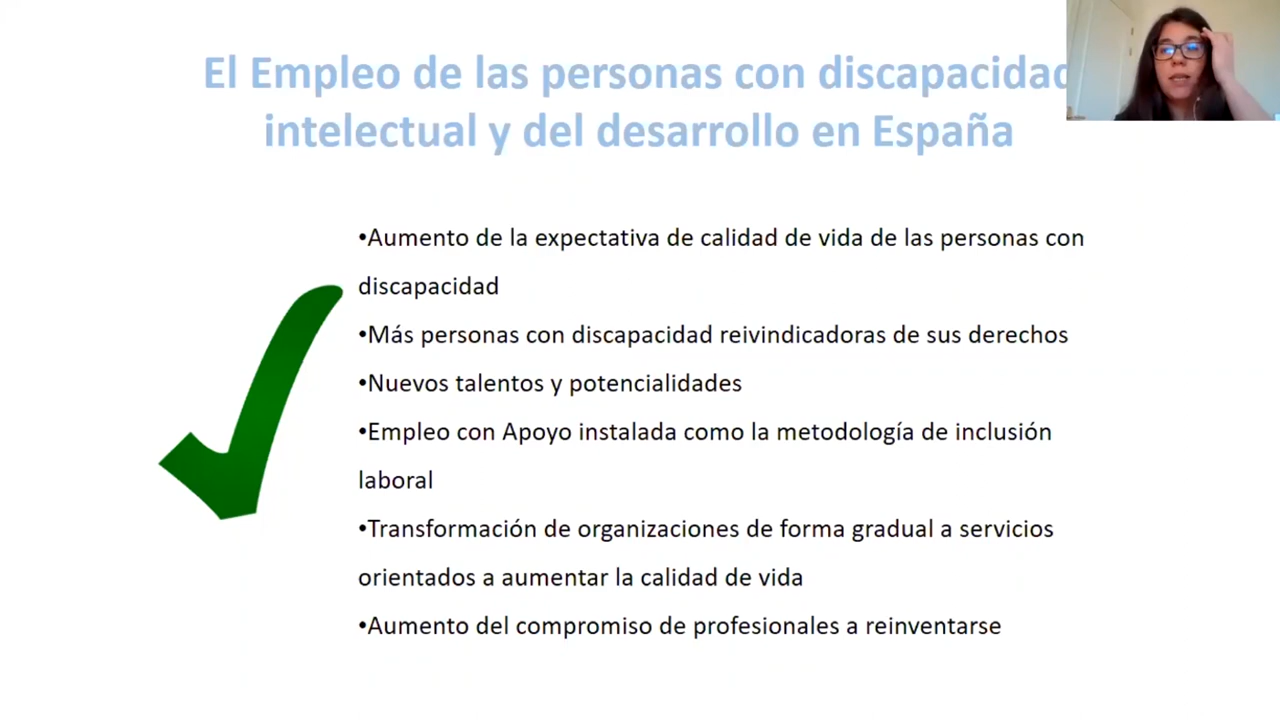 El Empleo de las personas con discapacidad
intelectual y del desarrollo en España
•Aumento de la expectativa de calidad de vida de las personas con
discapacidad
•Más personas con discapacidad reivindicadoras de sus derechos
•Nuevos talentos y potencialidades
•Empleo con Apoyo instalada como la metodología de inclusión
laboral
•Transformación de organizaciones de forma gradual a servicios
orientados a aumentar la calidad de vida
•Aumento del compromiso de profesionales a reinventarse